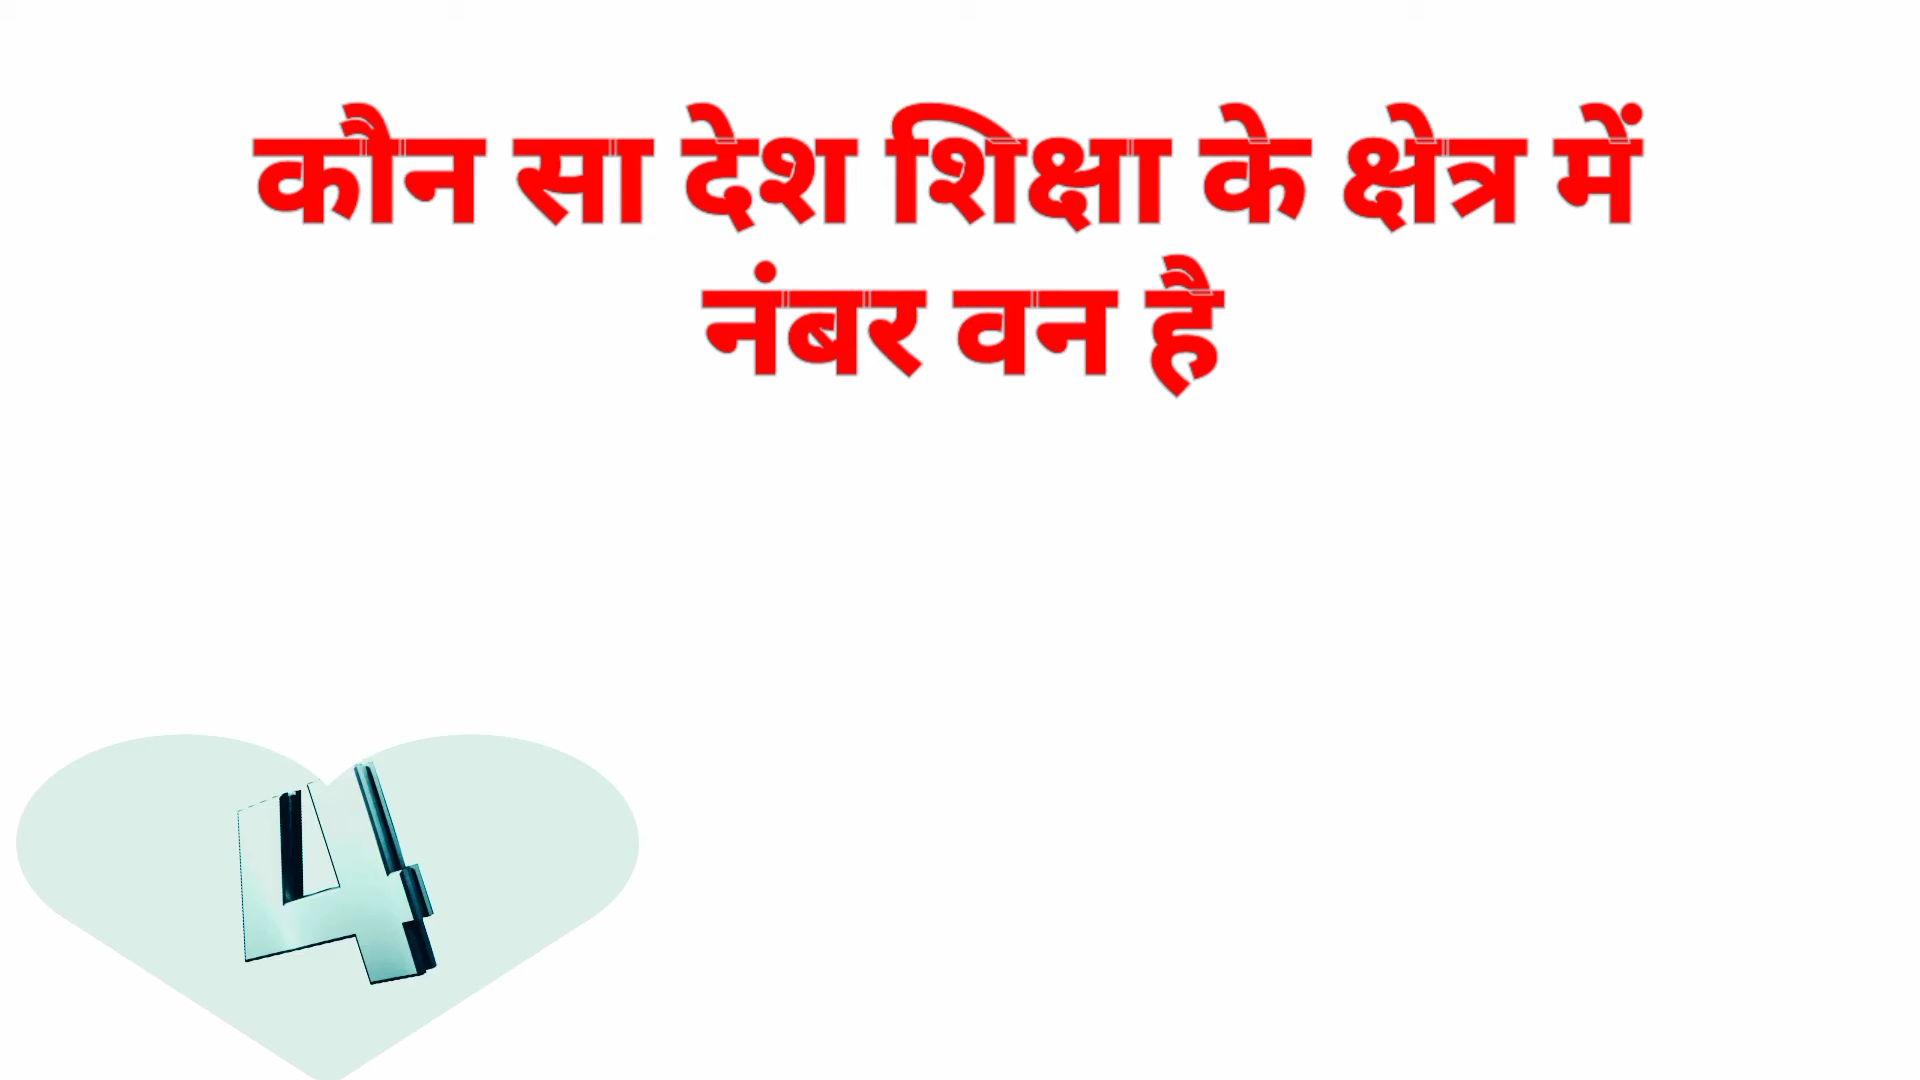 कौन सा देश शिक्षा के क्षेत्र में
नंबर वन है
4